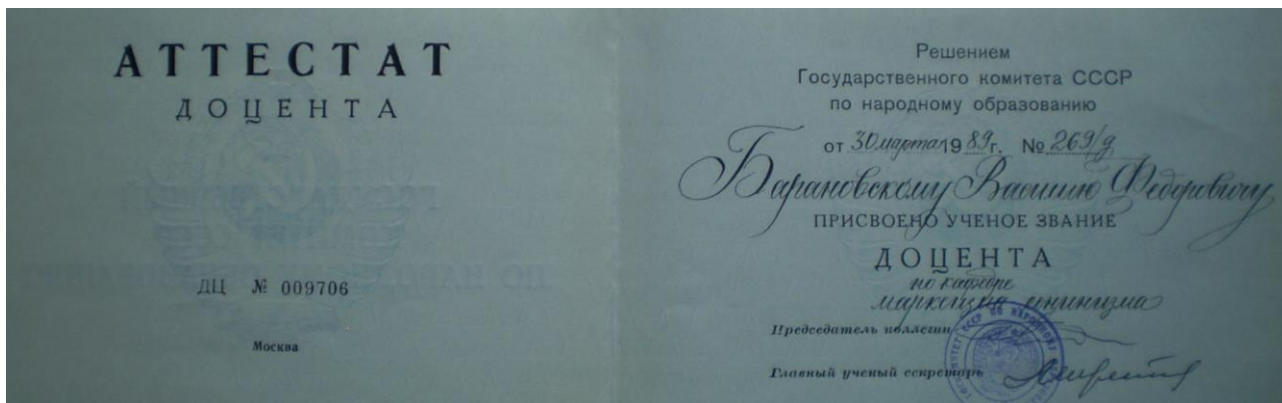 АТТЕСТАТ
ДОЦЕНТА
ДЦ № 009706
Москва
Решением
Государственного комитета СССР
по народному образованию
от 30 марта 1989 г. № 269/д
Барановскому Василию Федоровичу
ПРИСВОЕНО УЧЕНОЕ ЗВАНИЕ
ДОЦЕНТА
по кафедре
марксизма-ленинизма
Председатель коллегии
Главный ученый секретарь